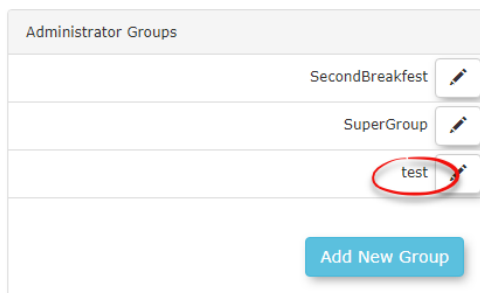 Administrator Groups
SecondBreakfest
SuperGroup
test
Add New Group